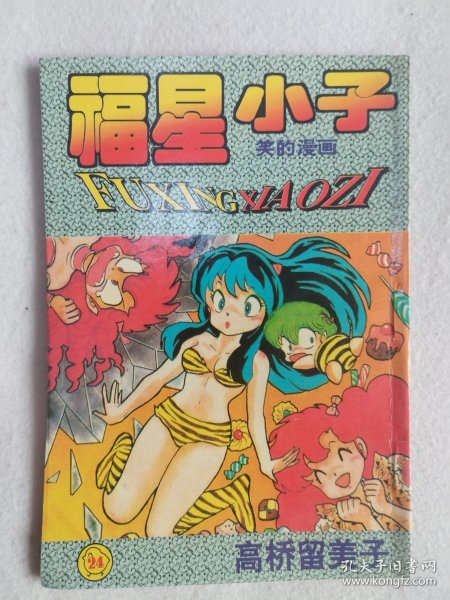 福星小子
笑的漫画
FUXINGXIAOZI
24
高桥留美子
孔夫子旧书网
www.kongfz.com